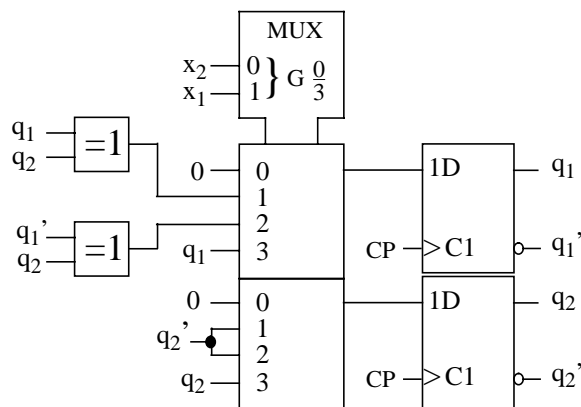 MUX
x2 0 } G 0/3
x1 1
q1
q2 =1
0 0 1D q1
1
q1’ =1 2
q2 q1 3 CP >C1 q1’
0 0 1D q2
1
q2’ 2
q2 3 CP >C1 q2’